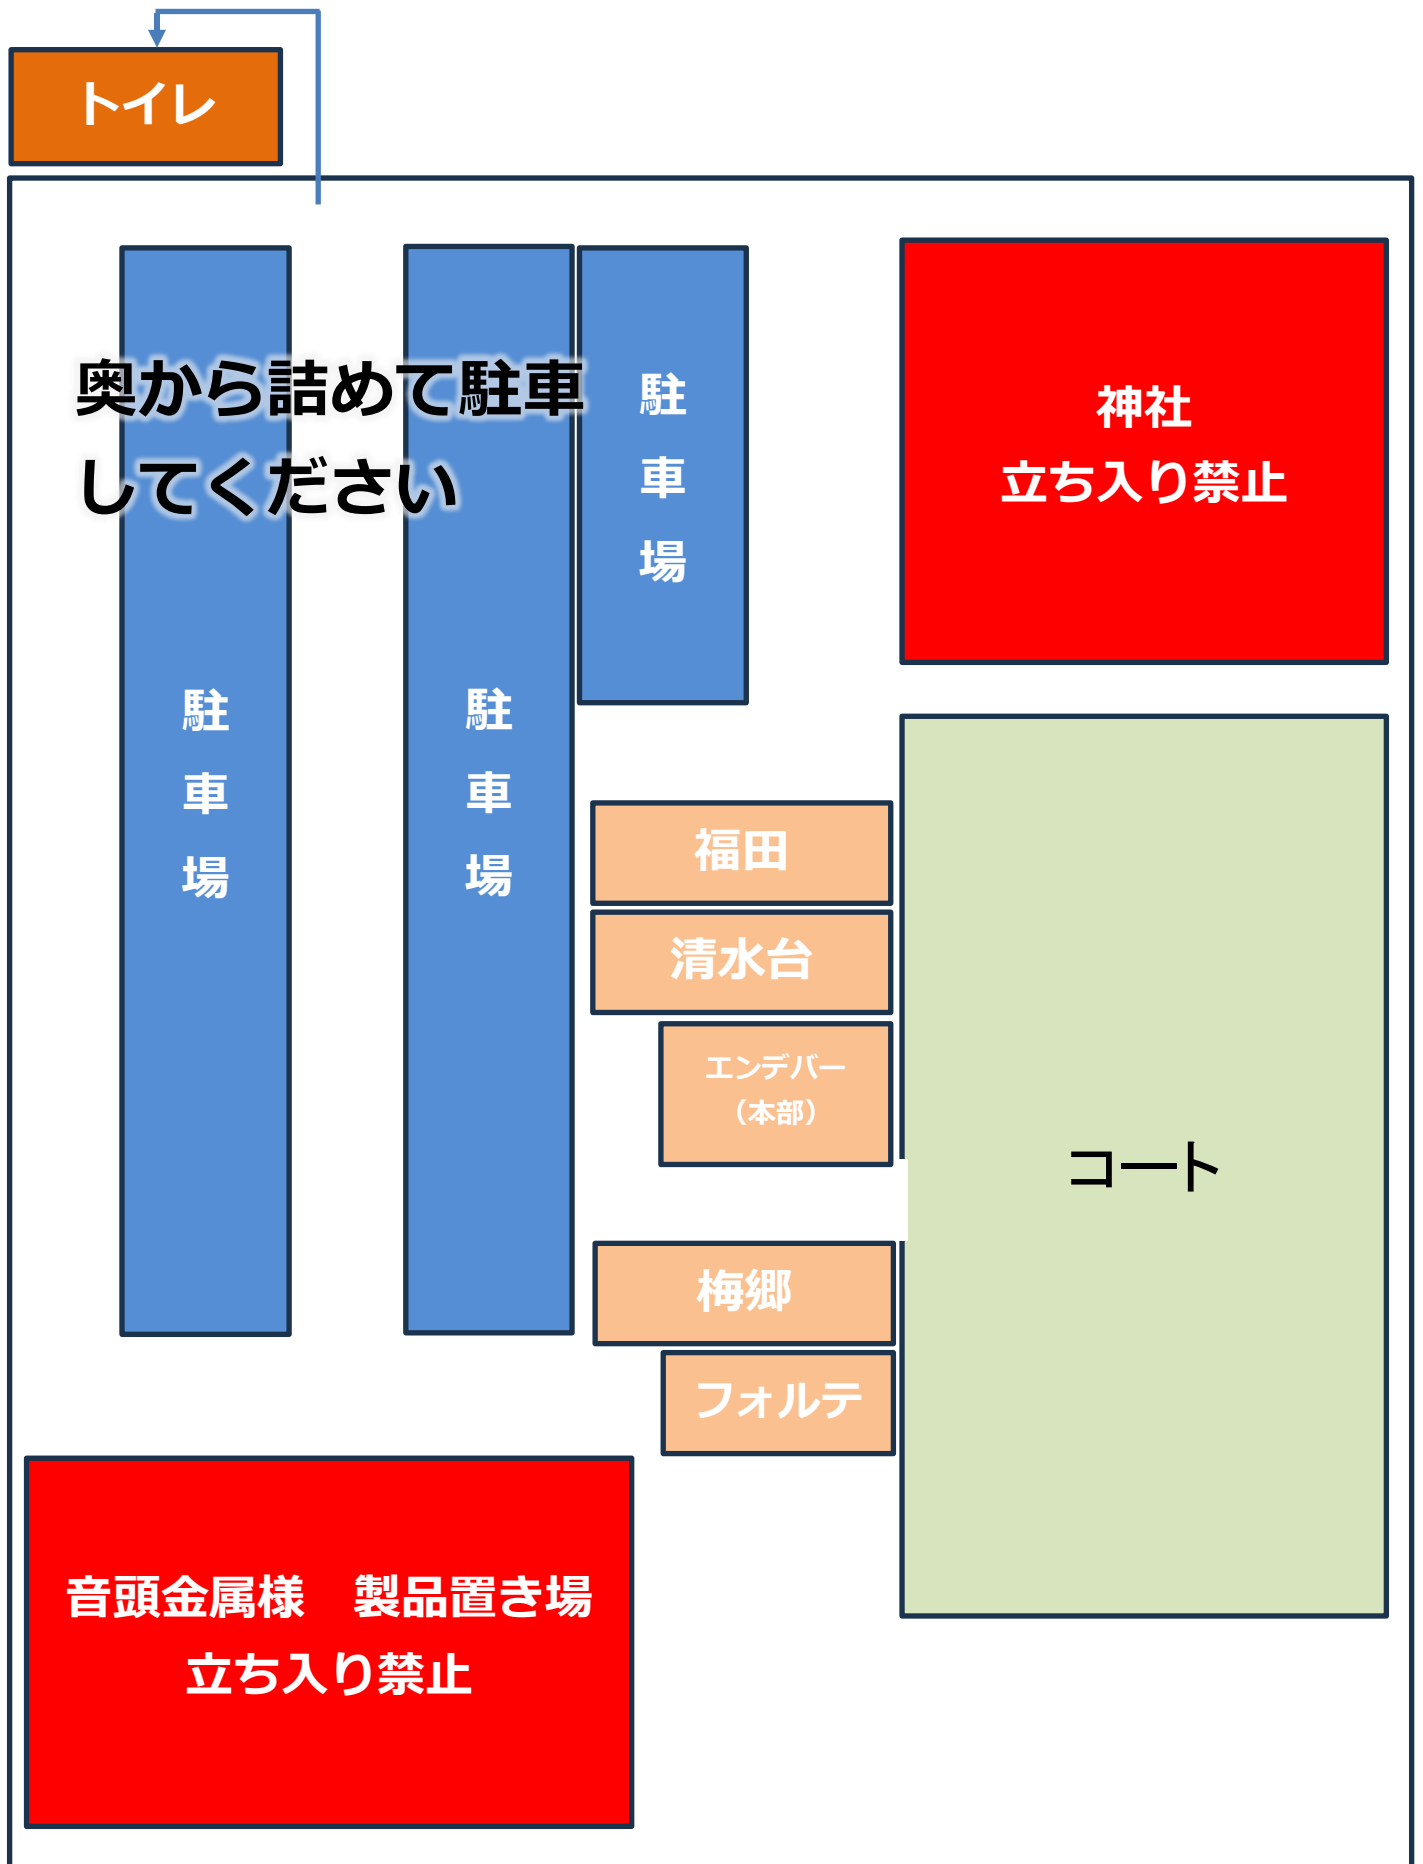 トイレ
奥から詰めて駐車
してください
駐車場
駐車場
駐車場
神社
立ち入り禁止
福田
清水台
エンデバー
（本部）
コート
梅郷
フォルテ
音頭金属様　製品置き場
立ち入り禁止